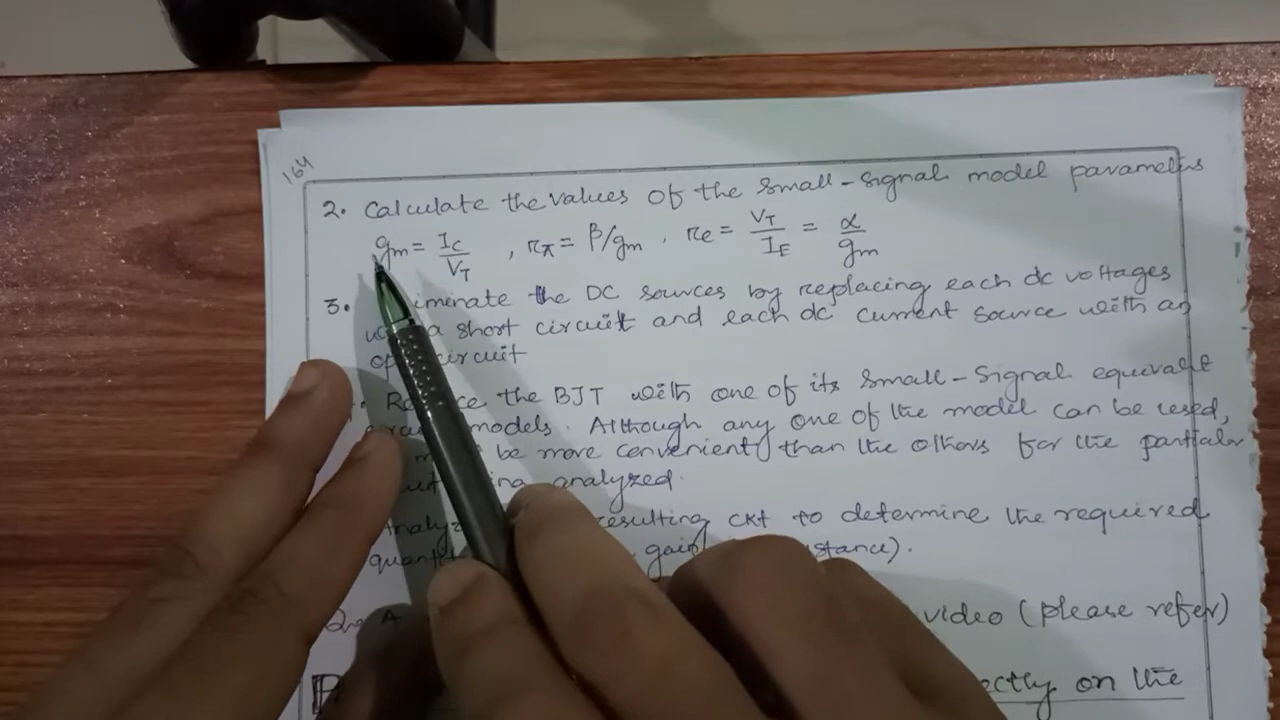 164
2. Calculate the values of the small-signal model parameters
gm = IC/VT , rπ = β/gm , re = VT/IE = α/gm
3. iminate the DC sources by replacing each dc voltages
a short circuit and each dc current source with an
circuit
the BJT with one of its small-signal
models. Although any one of the model can be used,
be more convenient than the others for the
analyzed.
resulting ckt to determine the required
gain stance).
A video (please refer)
ectly on the